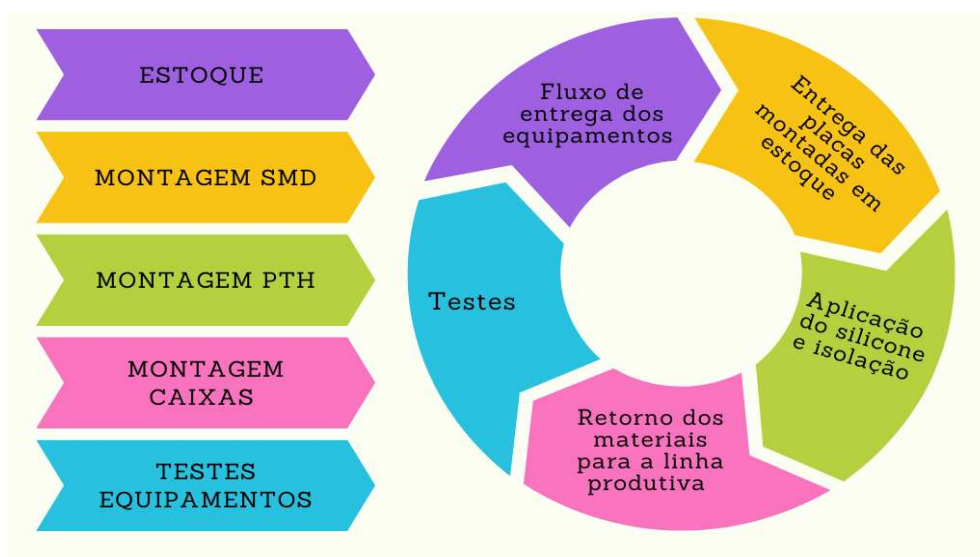 ESTOQUE
MONTAGEM SMD
MONTAGEM PTH
MONTAGEM
CAIXAS
TESTES
EQUIPAMENTOS
Fluxo de
entrega dos
equipamentos
Entrega das
placas
montadas em
estoque
Aplicação
do silicone
e isolação
Retorno dos
materiais
para a linha
produtiva
Testes